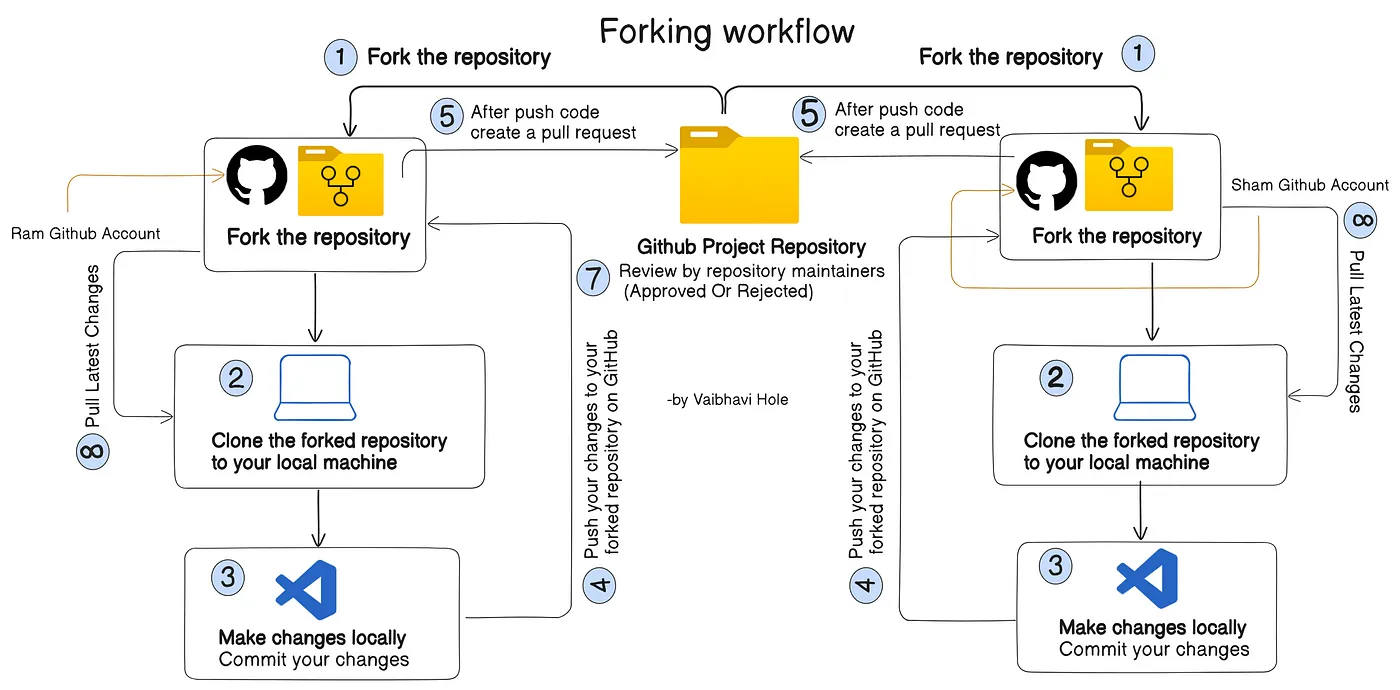 Forking workflow
1 Fork the repository
Fork the repository 1
5 After push code
create a pull request
5 After push code
create a pull request
Ram Github Account
Fork the repository
Github Project Repository
7 Review by repository maintainers
(Approved Or Rejected)
Sham Github Account
Fork the repository
8 Pull Latest Changes
8 Pull Latest Changes
2
Clone the forked repository
to your local machine
4 Push your changes to your
forked repository on GitHub
-by Vaibhavi Hole
4 Push your changes to your
forked repository on GitHub
2
Clone the forked repository
to your local machine
3
Make changes locally
Commit your changes
3
Make changes locally
Commit your changes